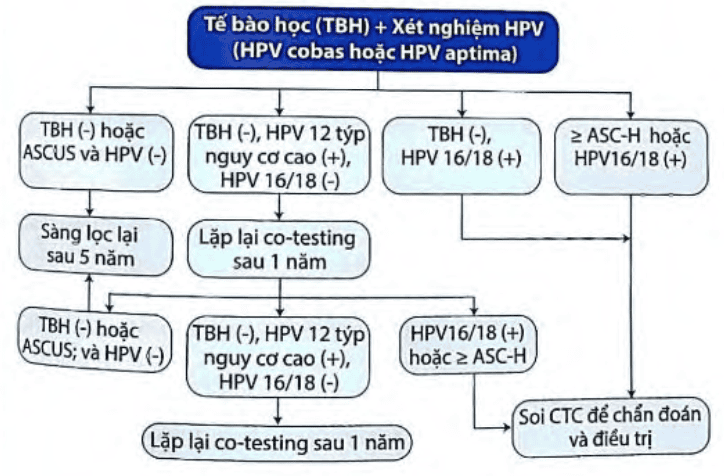 Tế bào học (TBH) + Xét nghiệm HPV
(HPV cobas hoặc HPV aptima)
TBH (-) hoặc
ASCUS và HPV (-)
TBH (-), HPV 12 týp
nguy cơ cao (+),
HPV 16/18 (-)
TBH (-),
HPV 16/18 (+)
≥ ASC-H hoặc
HPV16/18 (+)
Sàng lọc lại
sau 5 năm
Lặp lại co-testing
sau 1 năm
TBH (-) hoặc
ASCUS; và HPV (-)
TBH (-), HPV 12 týp
nguy cơ cao (+),
HPV 16/18 (-)
HPV16/18 (+)
hoặc ≥ ASC-H
Lặp lại co-testing sau 1 năm
Soi CTC để chẩn đoán
và điều trị